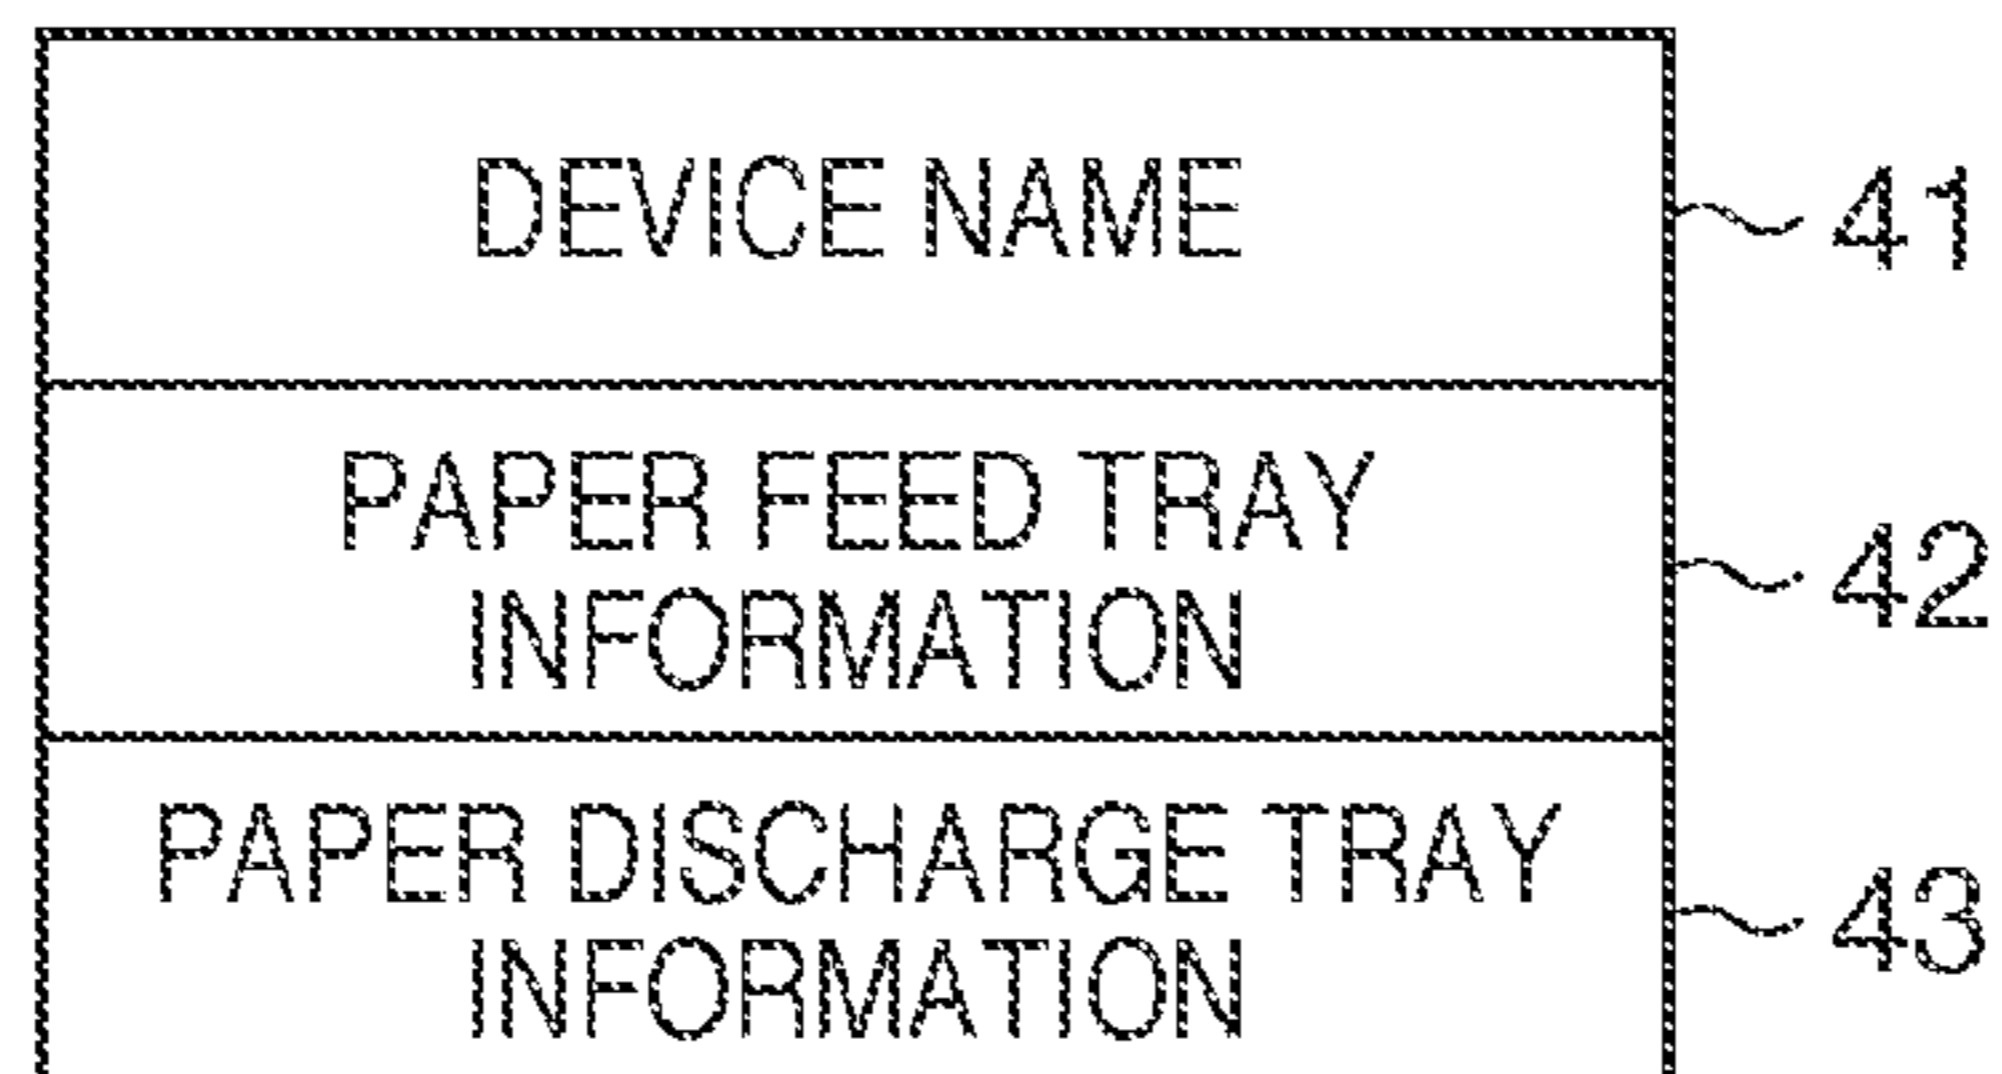 DEVICE NAME
41
PAPER FEED TRAY
INFORMATION
42
PAPER DISCHARGE TRAY
INFORMATION
43